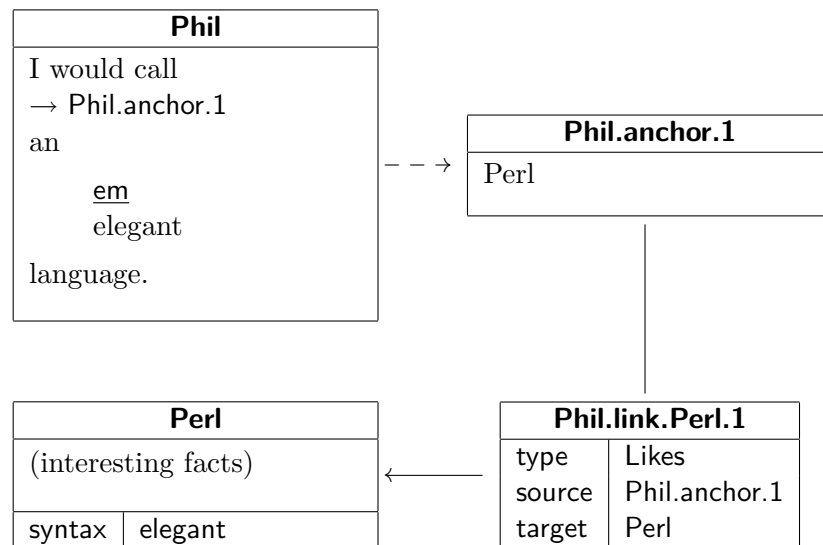 Phil
I would call
→ Phil.anchor.1
an
em
elegant
language.
Phil.anchor.1
Perl
Perl
(interesting facts)
syntax elegant
Phil.link.Perl.1
type Likes
source Phil.anchor.1
target Perl